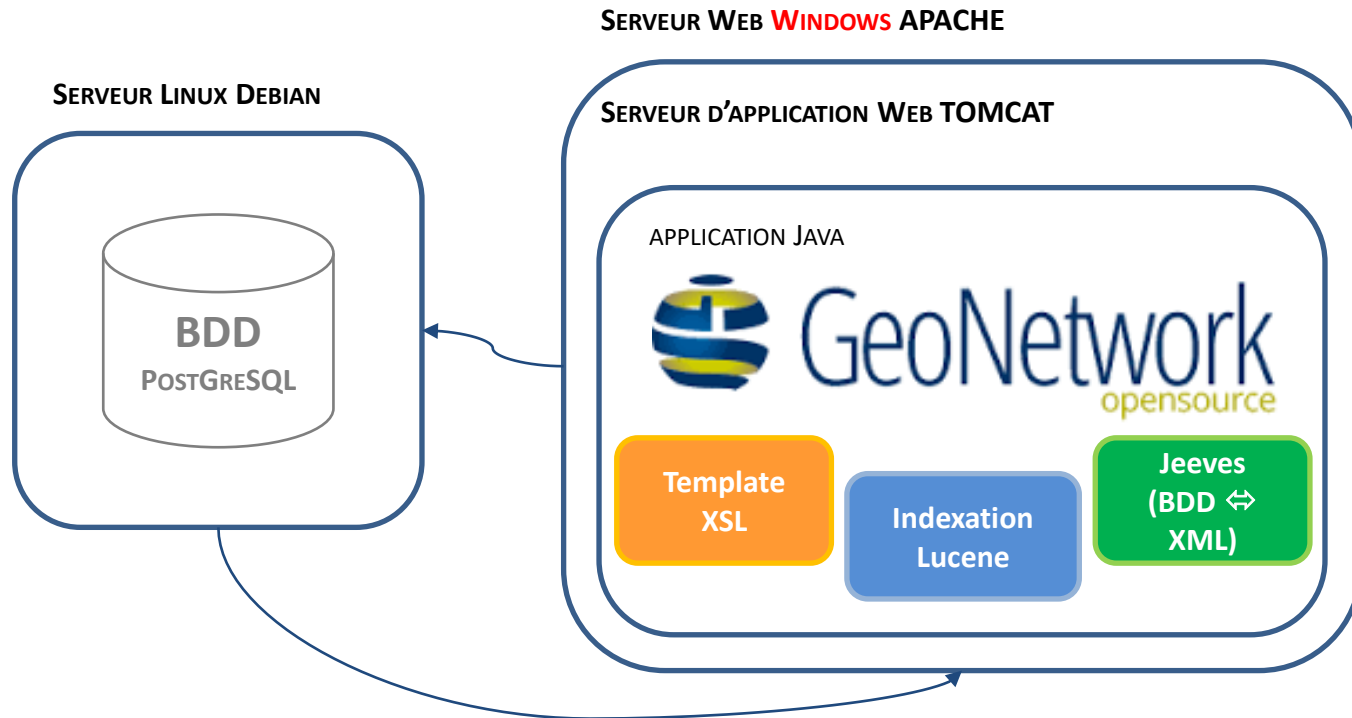 Serveur Web Windows APACHE
Serveur Linux Debian
Serveur d'application Web TOMCAT
application Java
BDD
PostGreSQL
GeoNetwork
opensource
Template
XSL
Indexation
Lucene
Jeeves
(BDD ⇔
XML)